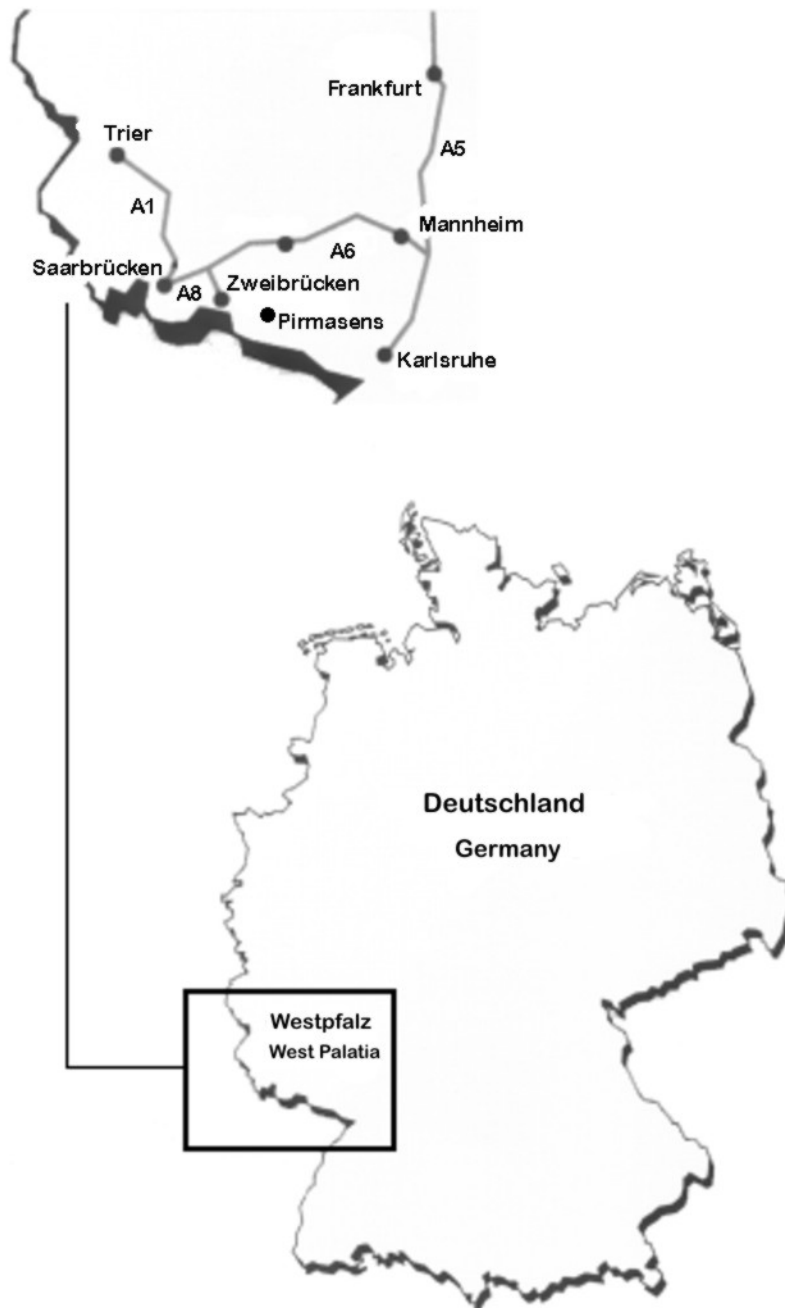 Frankfurt
Trier
A5
A1
Mannheim
A6
Saarbrücken
Zweibrücken
A8
Pirmasens
Karlsruhe
Deutschland
Germany
Westpfalz
West Palatia